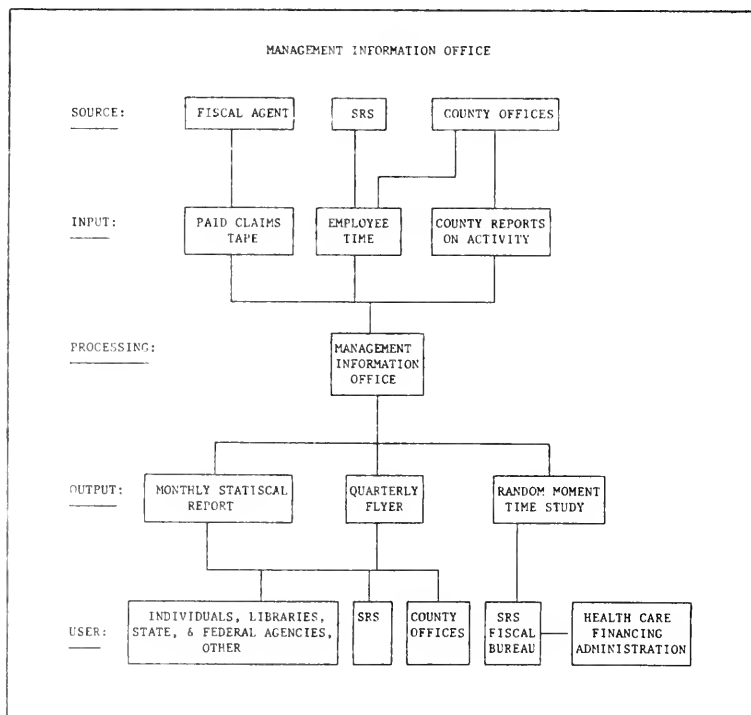 MANAGEMENT INFORMATION OFFICE
SOURCE:
FISCAL AGENT
SRS
COUNTY OFFICES
INPUT:
PAID CLAIMS
TAPE
EMPLOYEE
TIME
COUNTY REPORTS
ON ACTIVITY
PROCESSING:
MANAGEMENT
INFORMATION
OFFICE
OUTPUT:
MONTHLY STATISCAL
REPORT
QUARTERLY
FLYER
RANDOM MOMENT
TIME STUDY
USER:
INDIVIDUALS, LIBRARIES,
STATE, & FEDERAL AGENCIES,
OTHER
SRS
COUNTY
OFFICES
SRS
FISCAL
BUREAU
HEALTH CARE
FINANCING
ADMINISTRATION